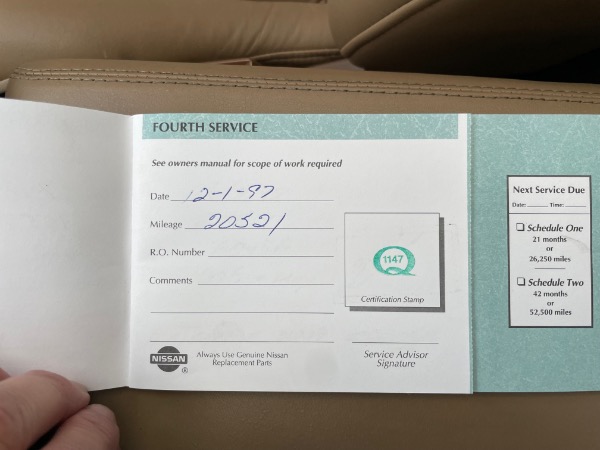 FOURTH SERVICE
See owners manual for scope of work required
Date 12-1-97
Mileage 20521
R.O. Number
Comments
1147
Certification Stamp
NISSAN
®
Always Use Genuine Nissan
Replacement Parts
Service Advisor
Signature
Next Service Due
Date: Time:
❑ Schedule One
21 months
or
26,250 miles
❑ Schedule Two
42 months
or
52,500 miles